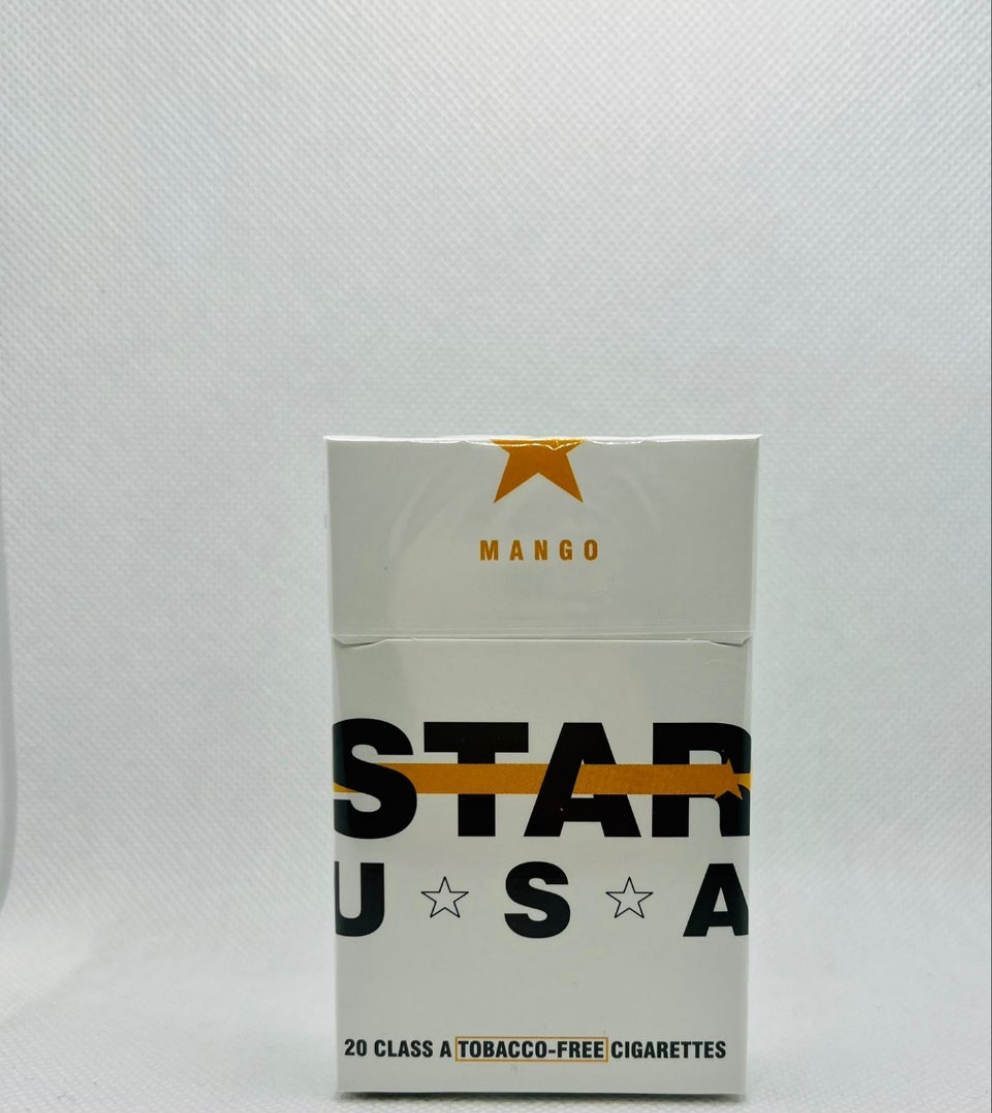 MANGO
STAR
U S A
20 CLASS A TOBACCO-FREE CIGARETTES